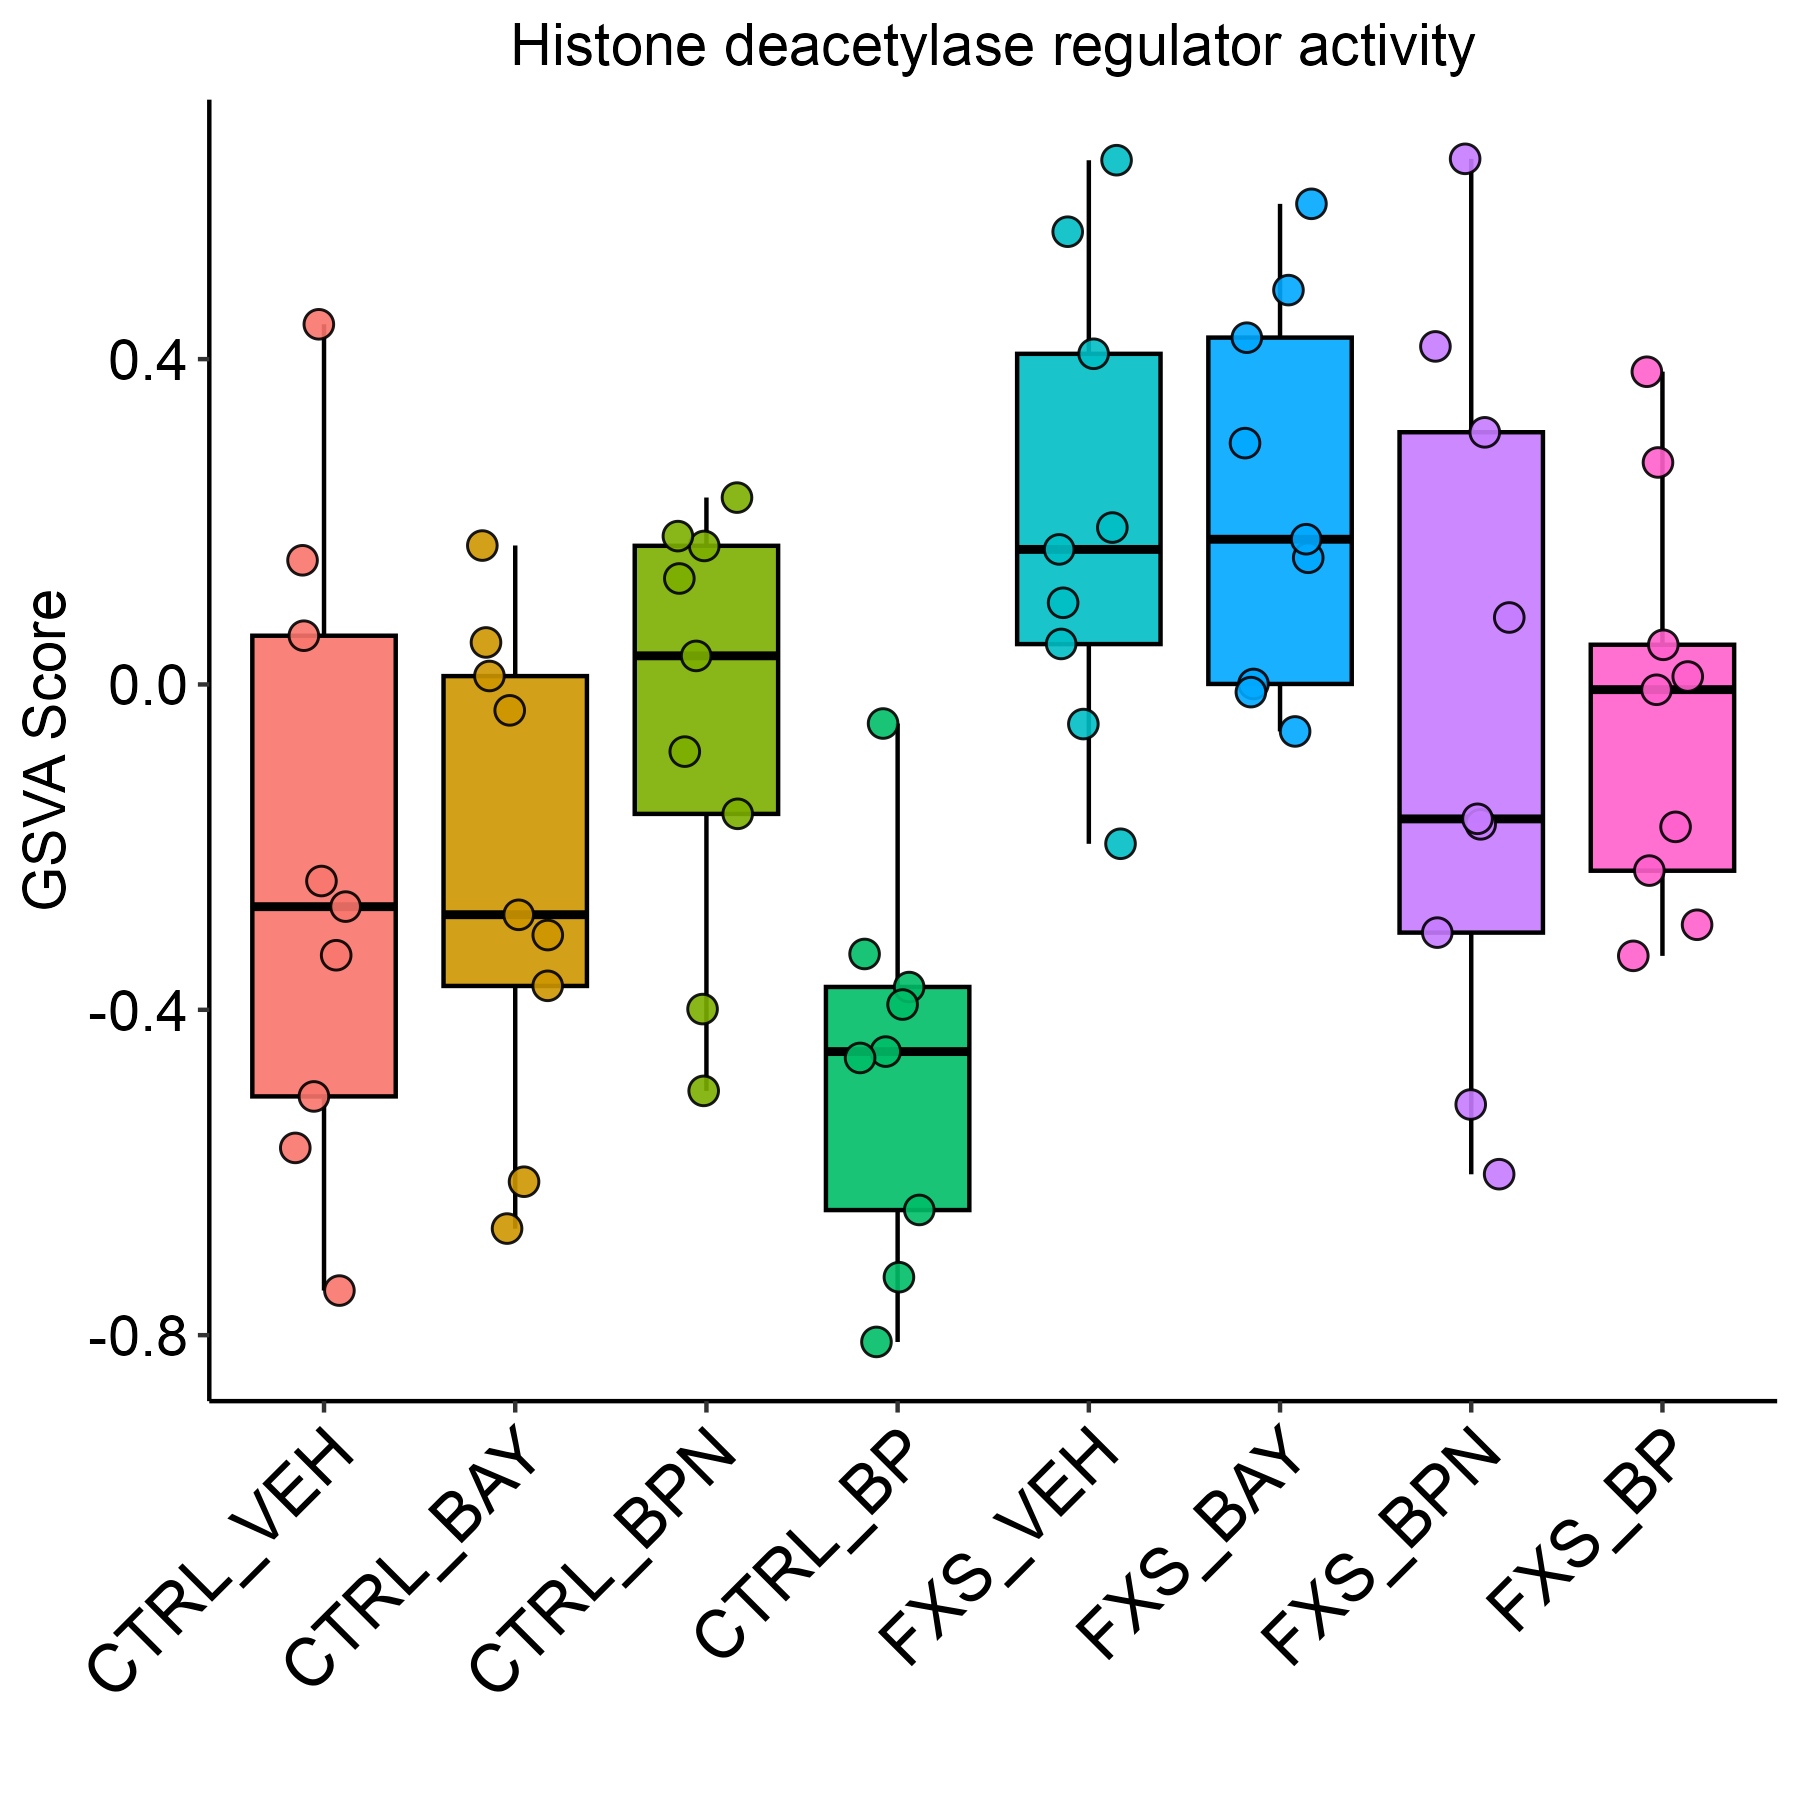 Histone deacetylase regulator activity
GSVA Score
0.4
0.0
-0.4
-0.8
CTRL_VEH
CTRL_BAY
CTRL_BPN
CTRL_BP
FXS_VEH
FXS_BAY
FXS_BPN
FXS_BP